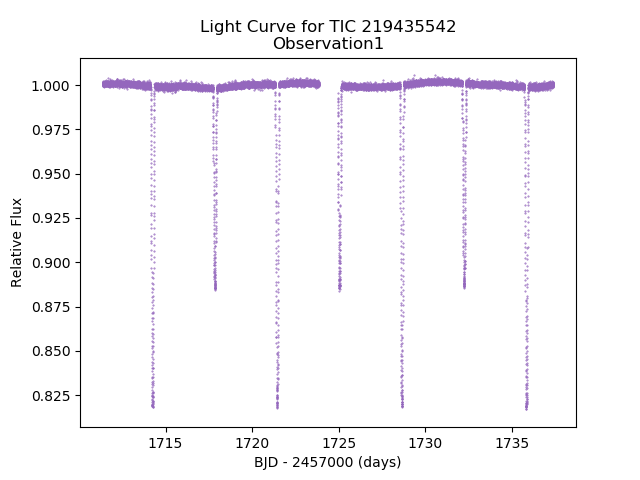 Light Curve for TIC 219435542
Observation1
1.000
0.975
0.950
0.925
0.900
0.875
0.850
0.825
Relative Flux
1715 1720 1725 1730 1735
BJD - 2457000 (days)